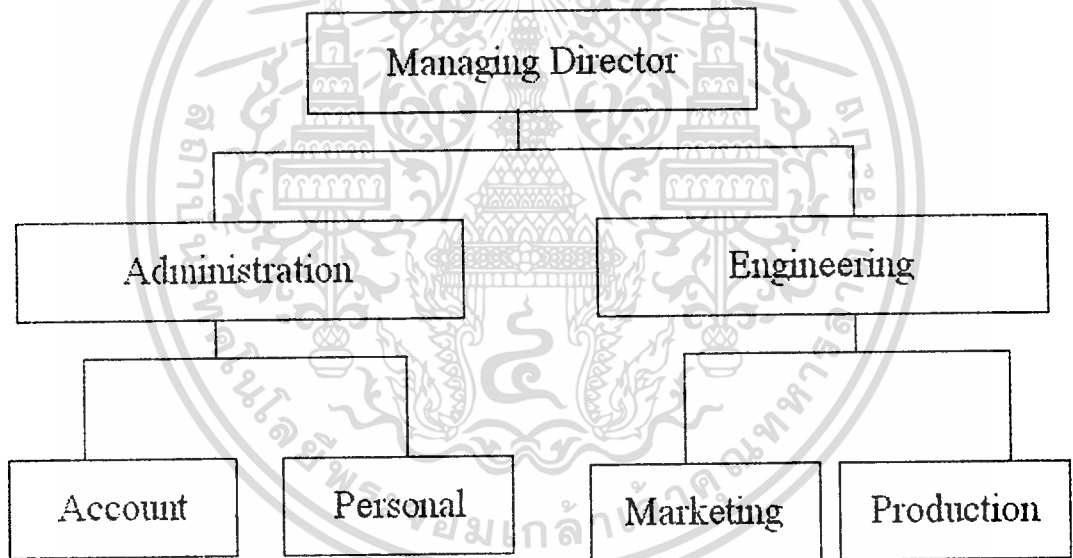 Managing Director
Administration
Engineering
Account
Personal
Marketing
Production